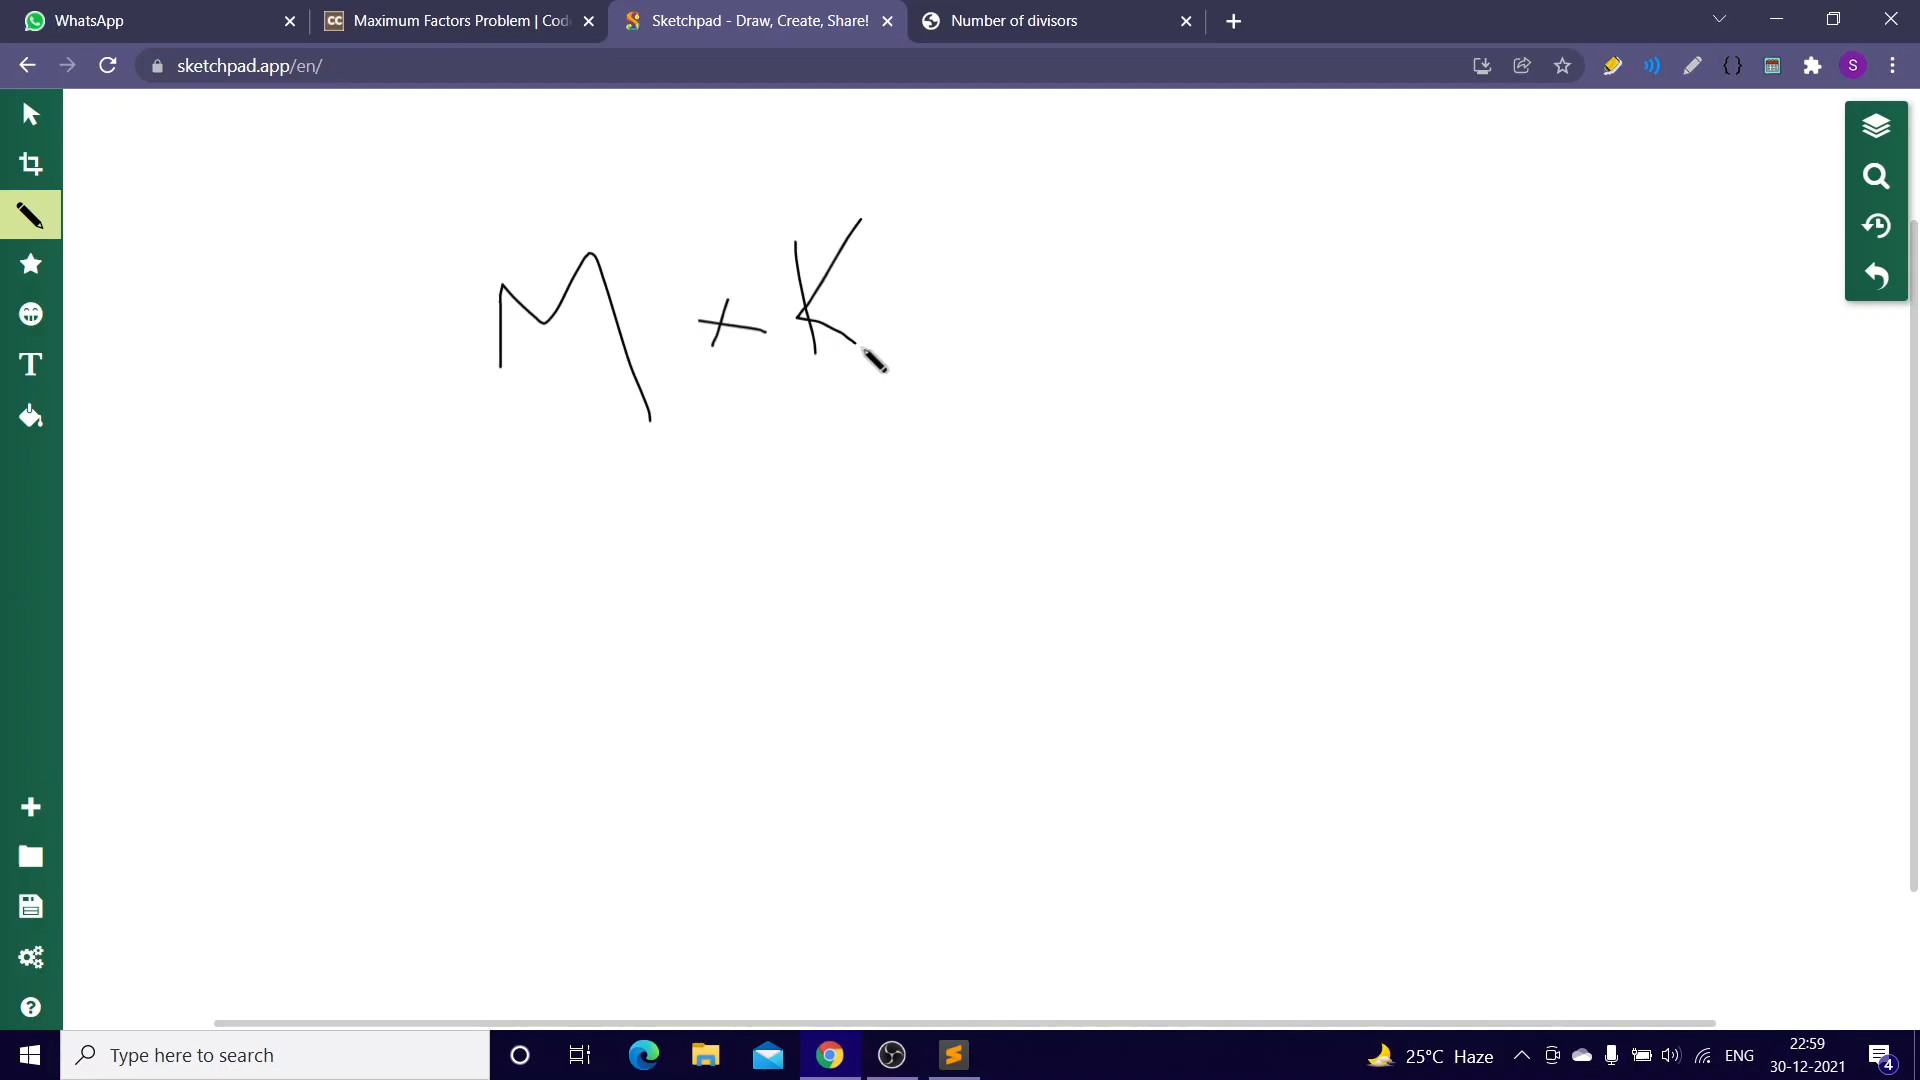 WhatsApp
Maximum Factors Problem | Cod
Sketchpad - Draw, Create, Share!
Number of divisors
sketchpad.app/en/
S
M + K
T
Type here to search
25°C Haze
ENG
22:59
30-12-2021
4